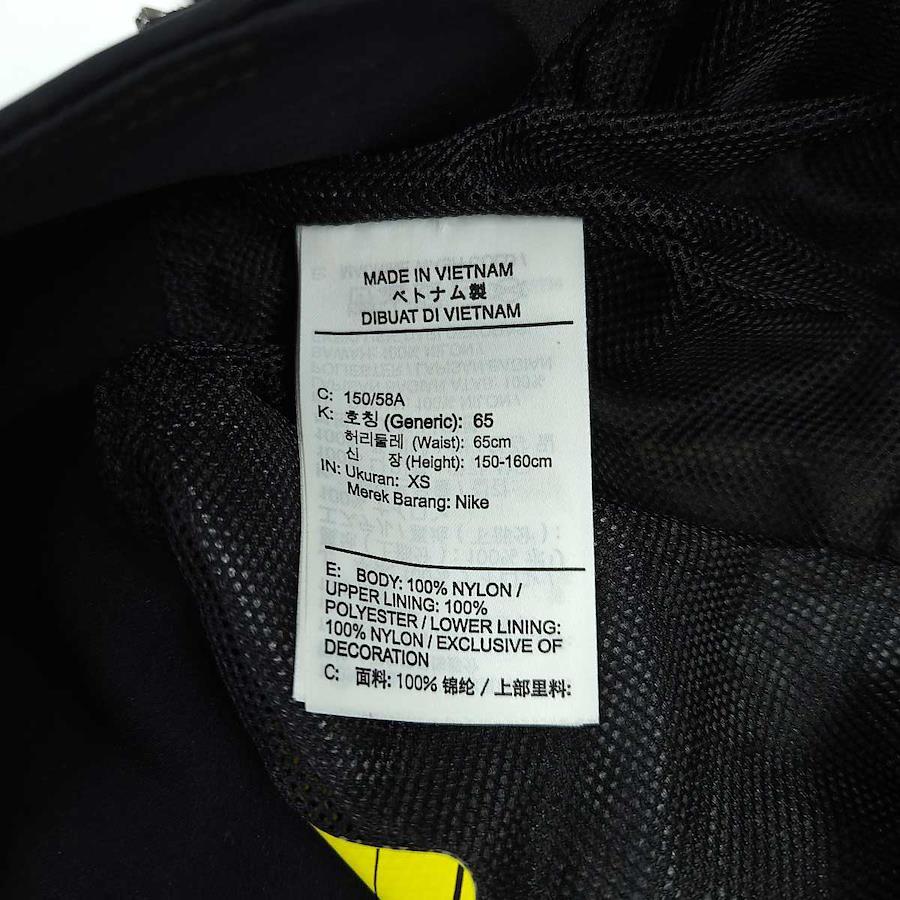 MADE IN VIETNAM
ベトナム製
DIBUAT DI VIETNAM
C: 150/58A
K: 호칭 (Generic): 65
허리둘레 (Waist): 65cm
신 장 (Height): 150-160cm
IN: Ukuran: XS
Merek Barang: Nike
E: BODY: 100% NYLON /
UPPER LINING: 100%
POLYESTER / LOWER LINING:
100% NYLON / EXCLUSIVE OF
DECORATION
C: 面料: 100% 锦纶 / 上部里料: